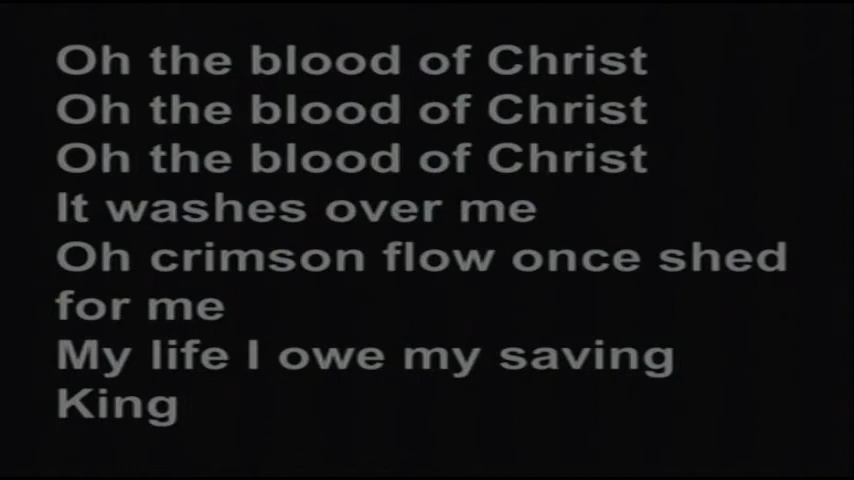 Oh the blood of Christ
Oh the blood of Christ
Oh the blood of Christ
It washes over me
Oh crimson flow once shed
for me
My life I owe my saving
King